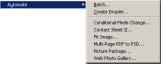 Automate
Batch...
Create Droplet...
Conditional Mode Change...
Contact Sheet II...
Fit Image...
Multi-Page PDF to PSD...
Picture Package...
Web Photo Gallery...